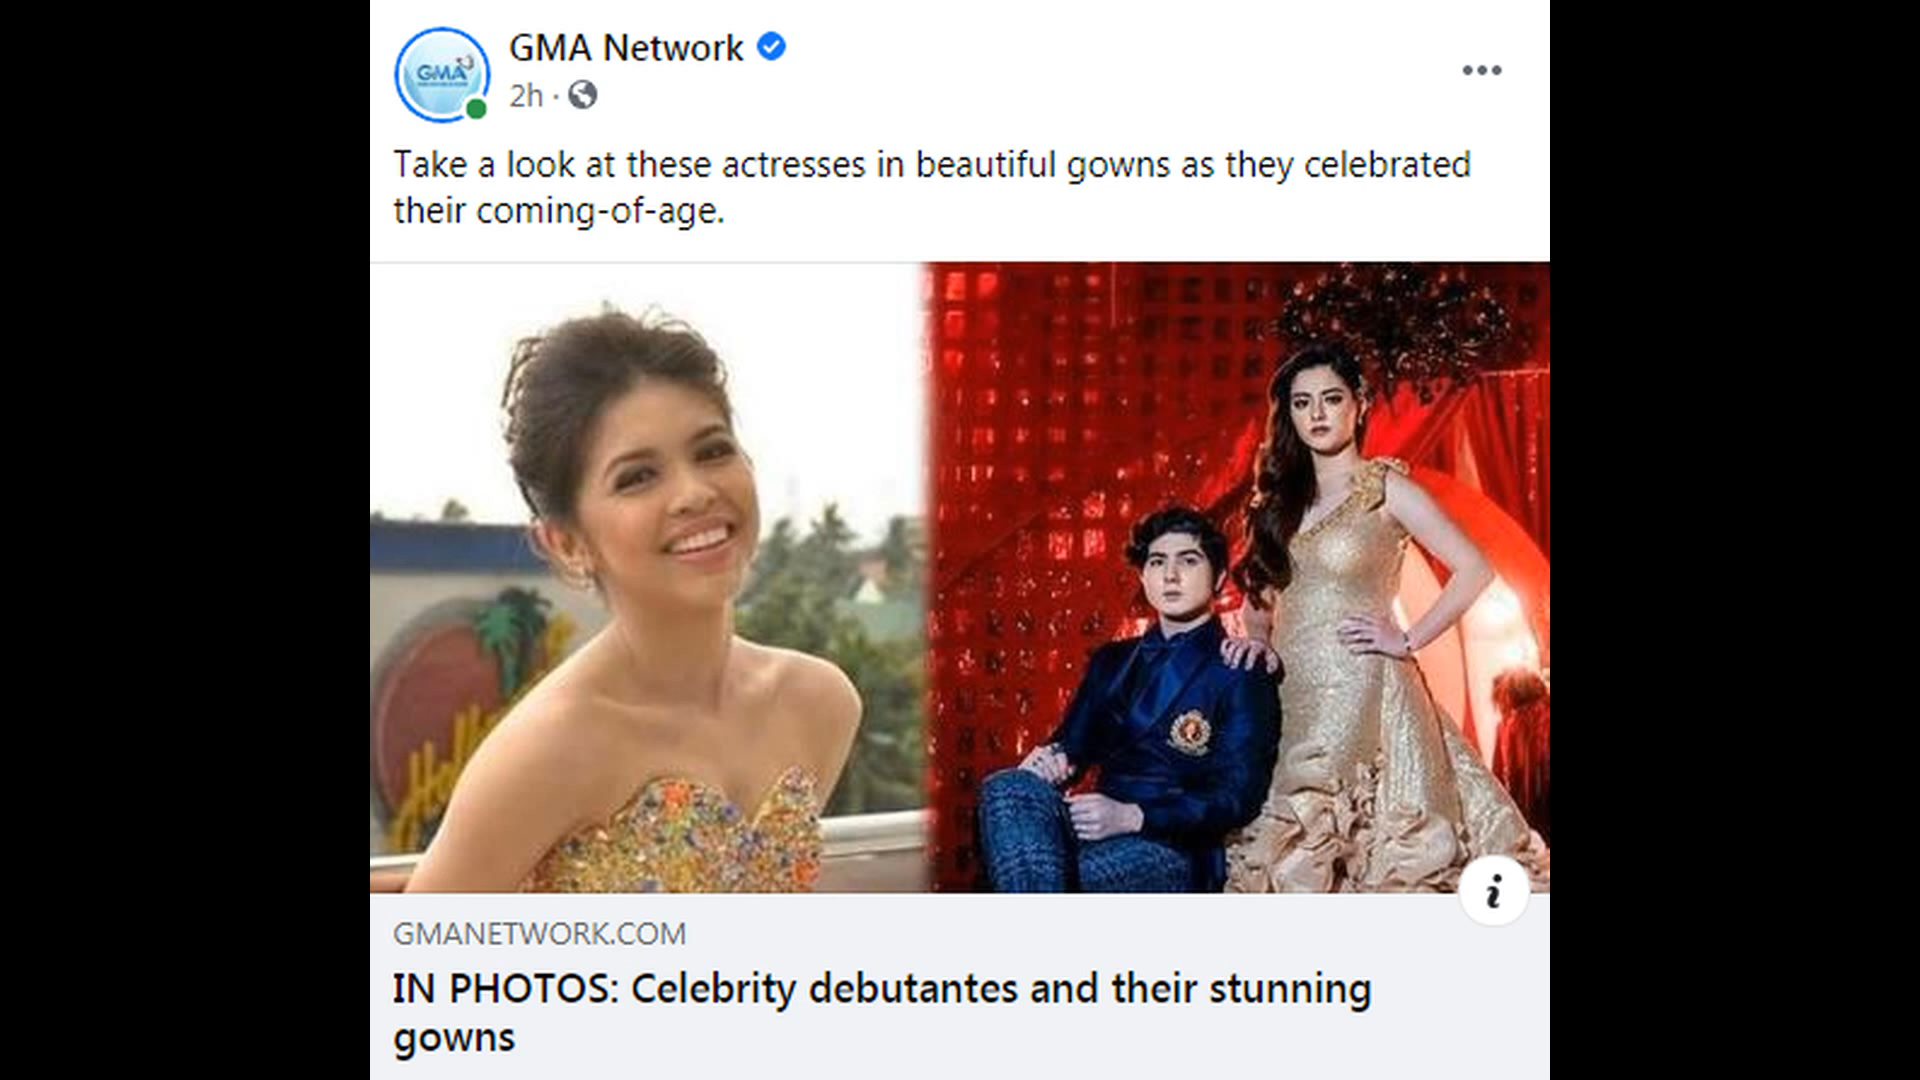 GMA
GMA Network
2h ·
Take a look at these actresses in beautiful gowns as they celebrated
their coming-of-age.
i
GMANETWORK.COM
IN PHOTOS: Celebrity debutantes and their stunning
gowns